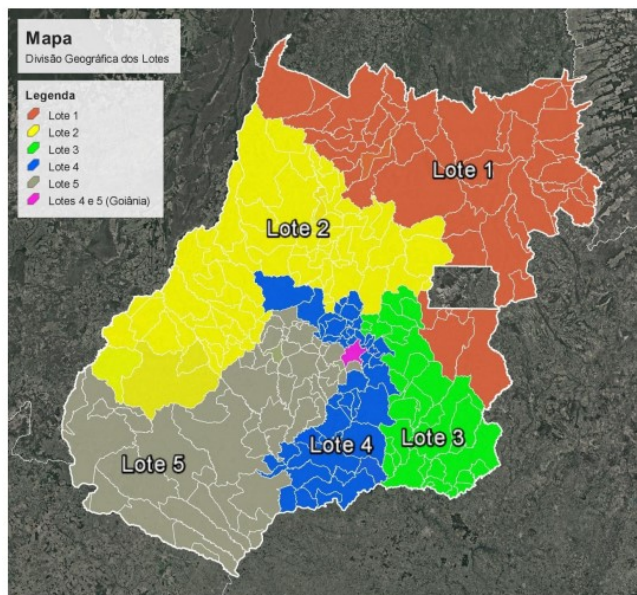 Mapa
Divisão Geográfica dos Lotes
Legenda
Lote 1
Lote 2
Lote 3
Lote 4
Lote 5
Lotes 4 e 5 (Goiânia)
Lote 1
Lote 2
Lote 3
Lote 4
Lote 5